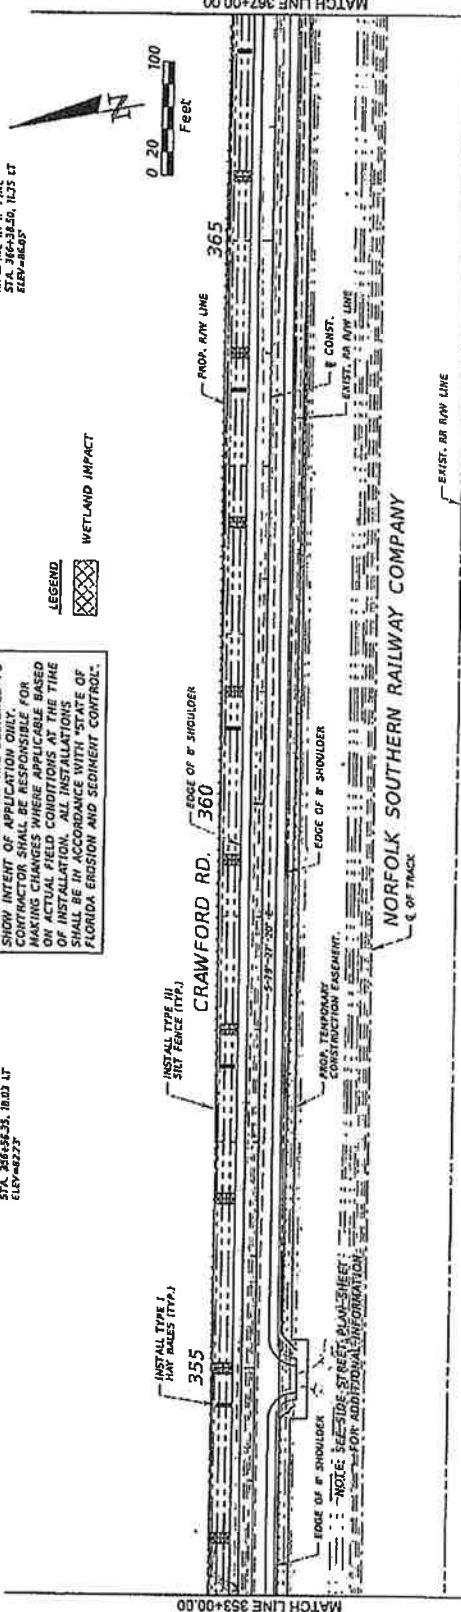 STA. 356+56.35, 18.03 LT
ELEV=82.73'
SHOW INTENT OF APPLICATION ONLY.
CONTRACTOR SHALL BE RESPONSIBLE FOR
MAKING CHANGES WHERE APPLICABLE BASED
ON ACTUAL FIELD CONDITIONS AT THE TIME
OF INSTALLATION. ALL INSTALLATIONS
SHALL BE IN ACCORDANCE WITH "STATE OF
FLORIDA EROSION AND SEDIMENT CONTROL".
LEGEND
WETLAND IMPACT
STA. 366+38.50, 11.35 LT
ELEV=86.05'
N
0 20 100
Feet
INSTALL TYPE I
HAY BALES (TYP.)
355
INSTALL TYPE III
SILT FENCE (TYP.)
CRAWFORD RD.
360
EDGE OF 8' SHOULDER
PROP. R/W LINE
365
MATCH LINE 353+00.00
MATCH LINE 367+00.00
℄ CONST.
EXIST. RR R/W LINE
EDGE OF 8' SHOULDER
NOTE: SEE SIDE STREET PLAN SHEET
FOR ADDITIONAL INFORMATION.
PROP. TEMPORARY
CONSTRUCTION EASEMENT.
EDGE OF 8' SHOULDER
NORFOLK SOUTHERN RAILWAY COMPANY
℄ OF TRACK
EXIST. RR R/W LINE